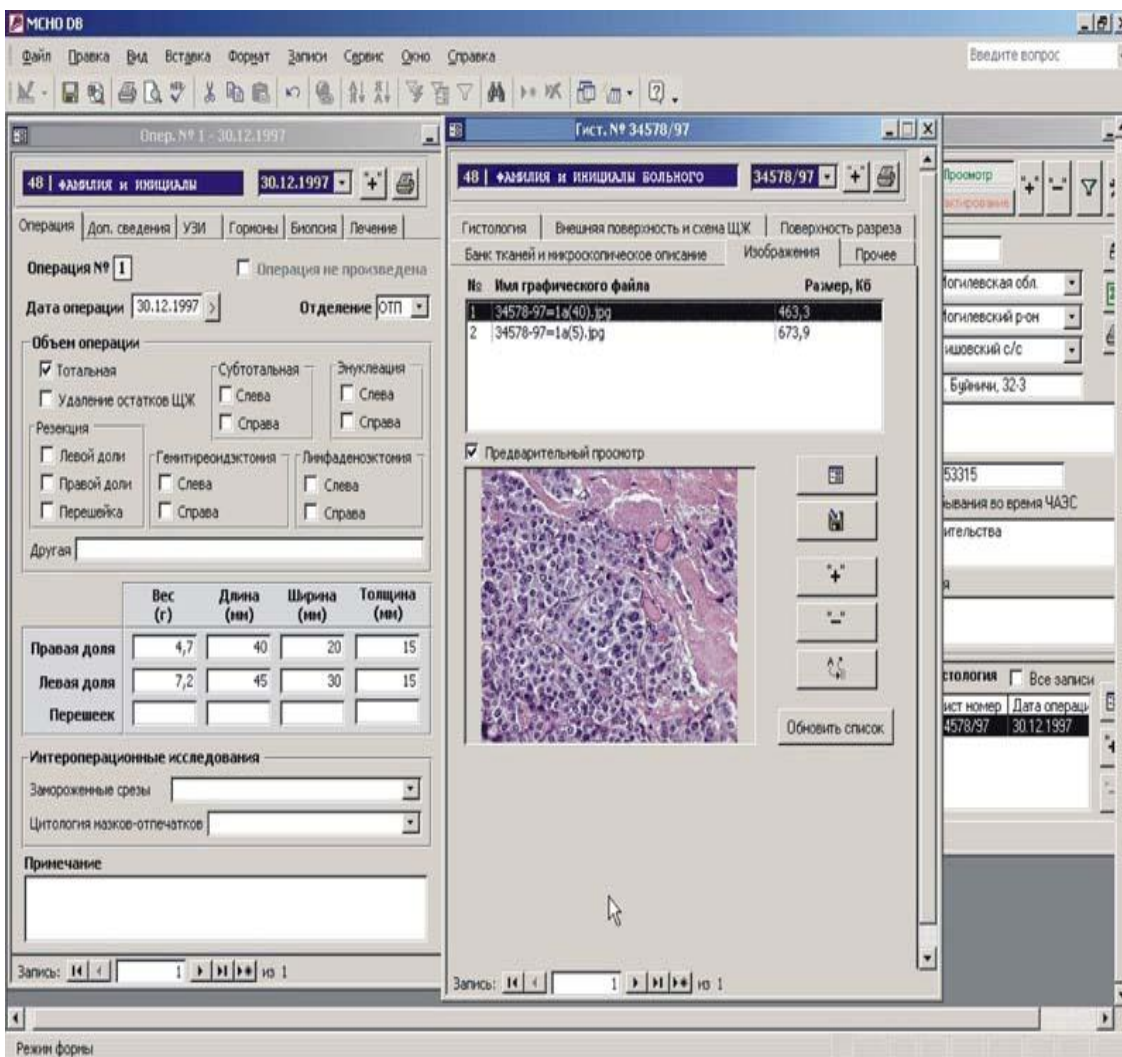 MCHO DB
Файл Правка Вид Вставка Формат Записи Сервис Окно Справка
Введите вопрос
Опер. № 1 - 30.12.1997
48 | ФАМИЛИЯ И ИНИЦИАЛЫ 30.12.1997 "+"
Операция Доп. сведения УЗИ Гормоны Биопсия Лечение
Операция № 1 Операция не произведена
Дата операции 30.12.1997 > Отделение ОТП
Объем операции
Тотальная
Удаление остатков ЩЖ
Субтотальная
Слева
Справа
Энуклеация
Слева
Справа
Резекция
Левой доли
Правой доли
Перешейка
Гемитиреоидэктомия
Слева
Справа
Лимфаденоэктомия
Слева
Справа
Другая
Вес (г) Длина (мм) Ширина (мм) Толщина (мм)
Правая доля 4,7 40 20 15
Левая доля 7,2 45 30 15
Перешеек
Интероперационные исследования
Замороженные срезы
Цитология мазков-отпечатков
Примечание
Запись: 1 из 1
Гист. № 34578/97
48 | ФАМИЛИЯ И ИНИЦИАЛЫ БОЛЬНОГО 34578/97 "+"
Гистология Внешняя поверхность и схема ЩЖ Поверхность разреза
Банк тканей и микроскопическое описание Изображения Прочее
№ Имя графического файла Размер, Кб
1 34578-97=1a(40).jpg 463,3
2 34578-97=1a(5).jpg 673,9
Предварительный просмотр
"+"
"-"
Обновить список
Запись: 1 из 1
Просмотр
"+" "-"
Могилевская обл.
Могилевский р-он
ишовский с/с
. Буйничи, 32-3
53315
ывания во время ЧАЭС
ительства
я
стология Все записи
ист номер Дата операци
4578/97 30.12.1997
Режим формы